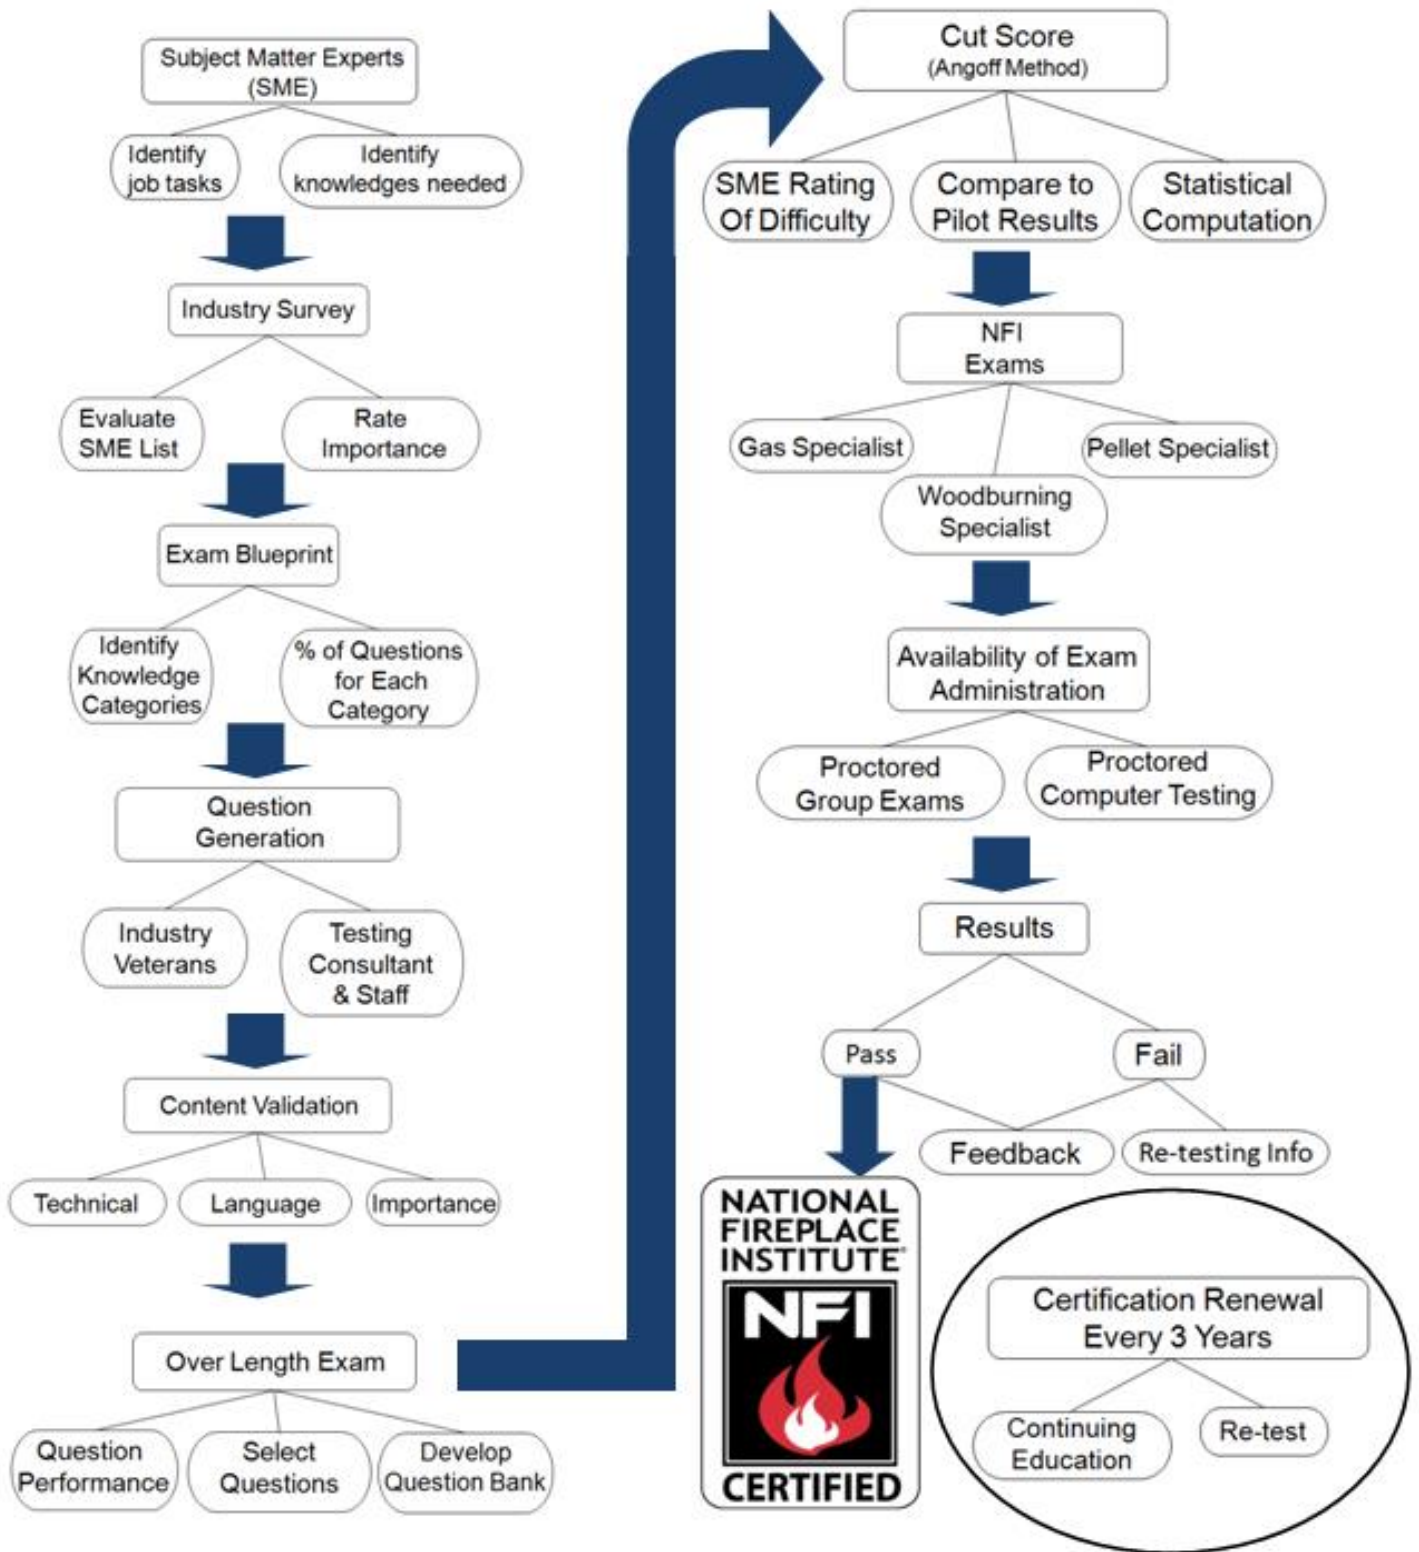 Subject Matter Experts
(SME)
Identify
job tasks
Identify
knowledges needed
Industry Survey
Evaluate
SME List
Rate
Importance
Exam Blueprint
Identify
Knowledge
Categories
% of Questions
for Each
Category
Question
Generation
Industry
Veterans
Testing
Consultant
& Staff
Content Validation
Technical
Language
Importance
Over Length Exam
Question
Performance
Select
Questions
Develop
Question Bank
Cut Score
(Angoff Method)
SME Rating
Of Difficulty
Compare to
Pilot Results
Statistical
Computation
NFI
Exams
Gas Specialist
Woodburning
Specialist
Pellet Specialist
Availability of Exam
Administration
Proctored
Group Exams
Proctored
Computer Testing
Results
Pass
Fail
Feedback
Re-testing Info
NATIONAL
FIREPLACE
INSTITUTE®
NFI
CERTIFIED
Certification Renewal
Every 3 Years
Continuing
Education
Re-test